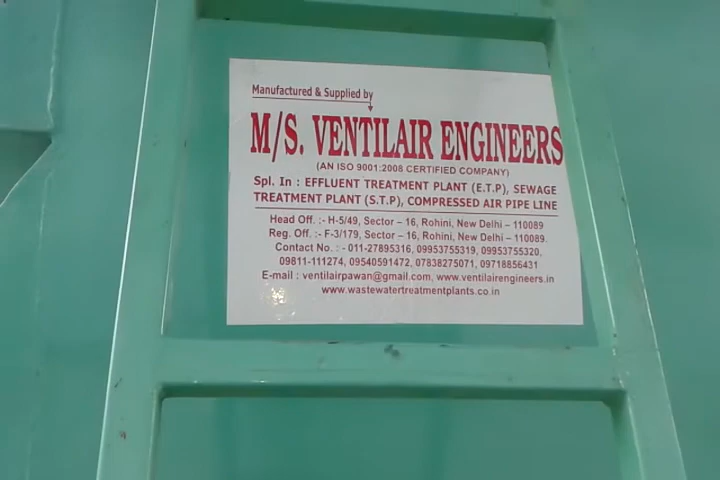 Manufactured & Supplied by
M/S. VENTILAIR ENGINEERS
(AN ISO 9001:2008 CERTIFIED COMPANY)
Spl. In : EFFLUENT TREATMENT PLANT (E.T.P), SEWAGE
TREATMENT PLANT (S.T.P), COMPRESSED AIR PIPE LINE
Head Off. :- H-5/49, Sector – 16, Rohini, New Delhi – 110089
Reg. Off. :- F-3/179, Sector – 16, Rohini, New Delhi – 110089.
Contact No. : - 011-27895316, 09953755319, 09953755320,
09811-111274, 09540591472, 07838275071, 09718856431
E-mail : ventilairpawan@gmail.com, www.ventilairengineers.in
www.wastewatertreatmentplants.co.in